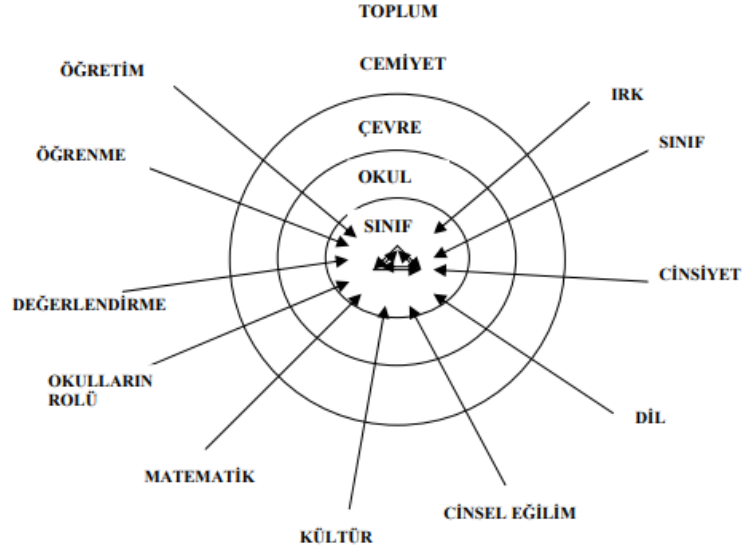 TOPLUM
CEMİYET
ÖĞRETİM
IRK
ÇEVRE
SINIF
ÖĞRENME
OKUL
SINIF
CİNSİYET
DEĞERLENDİRME
OKULLARIN
ROLÜ
DİL
MATEMATİK
CİNSEL EĞİLİM
KÜLTÜR